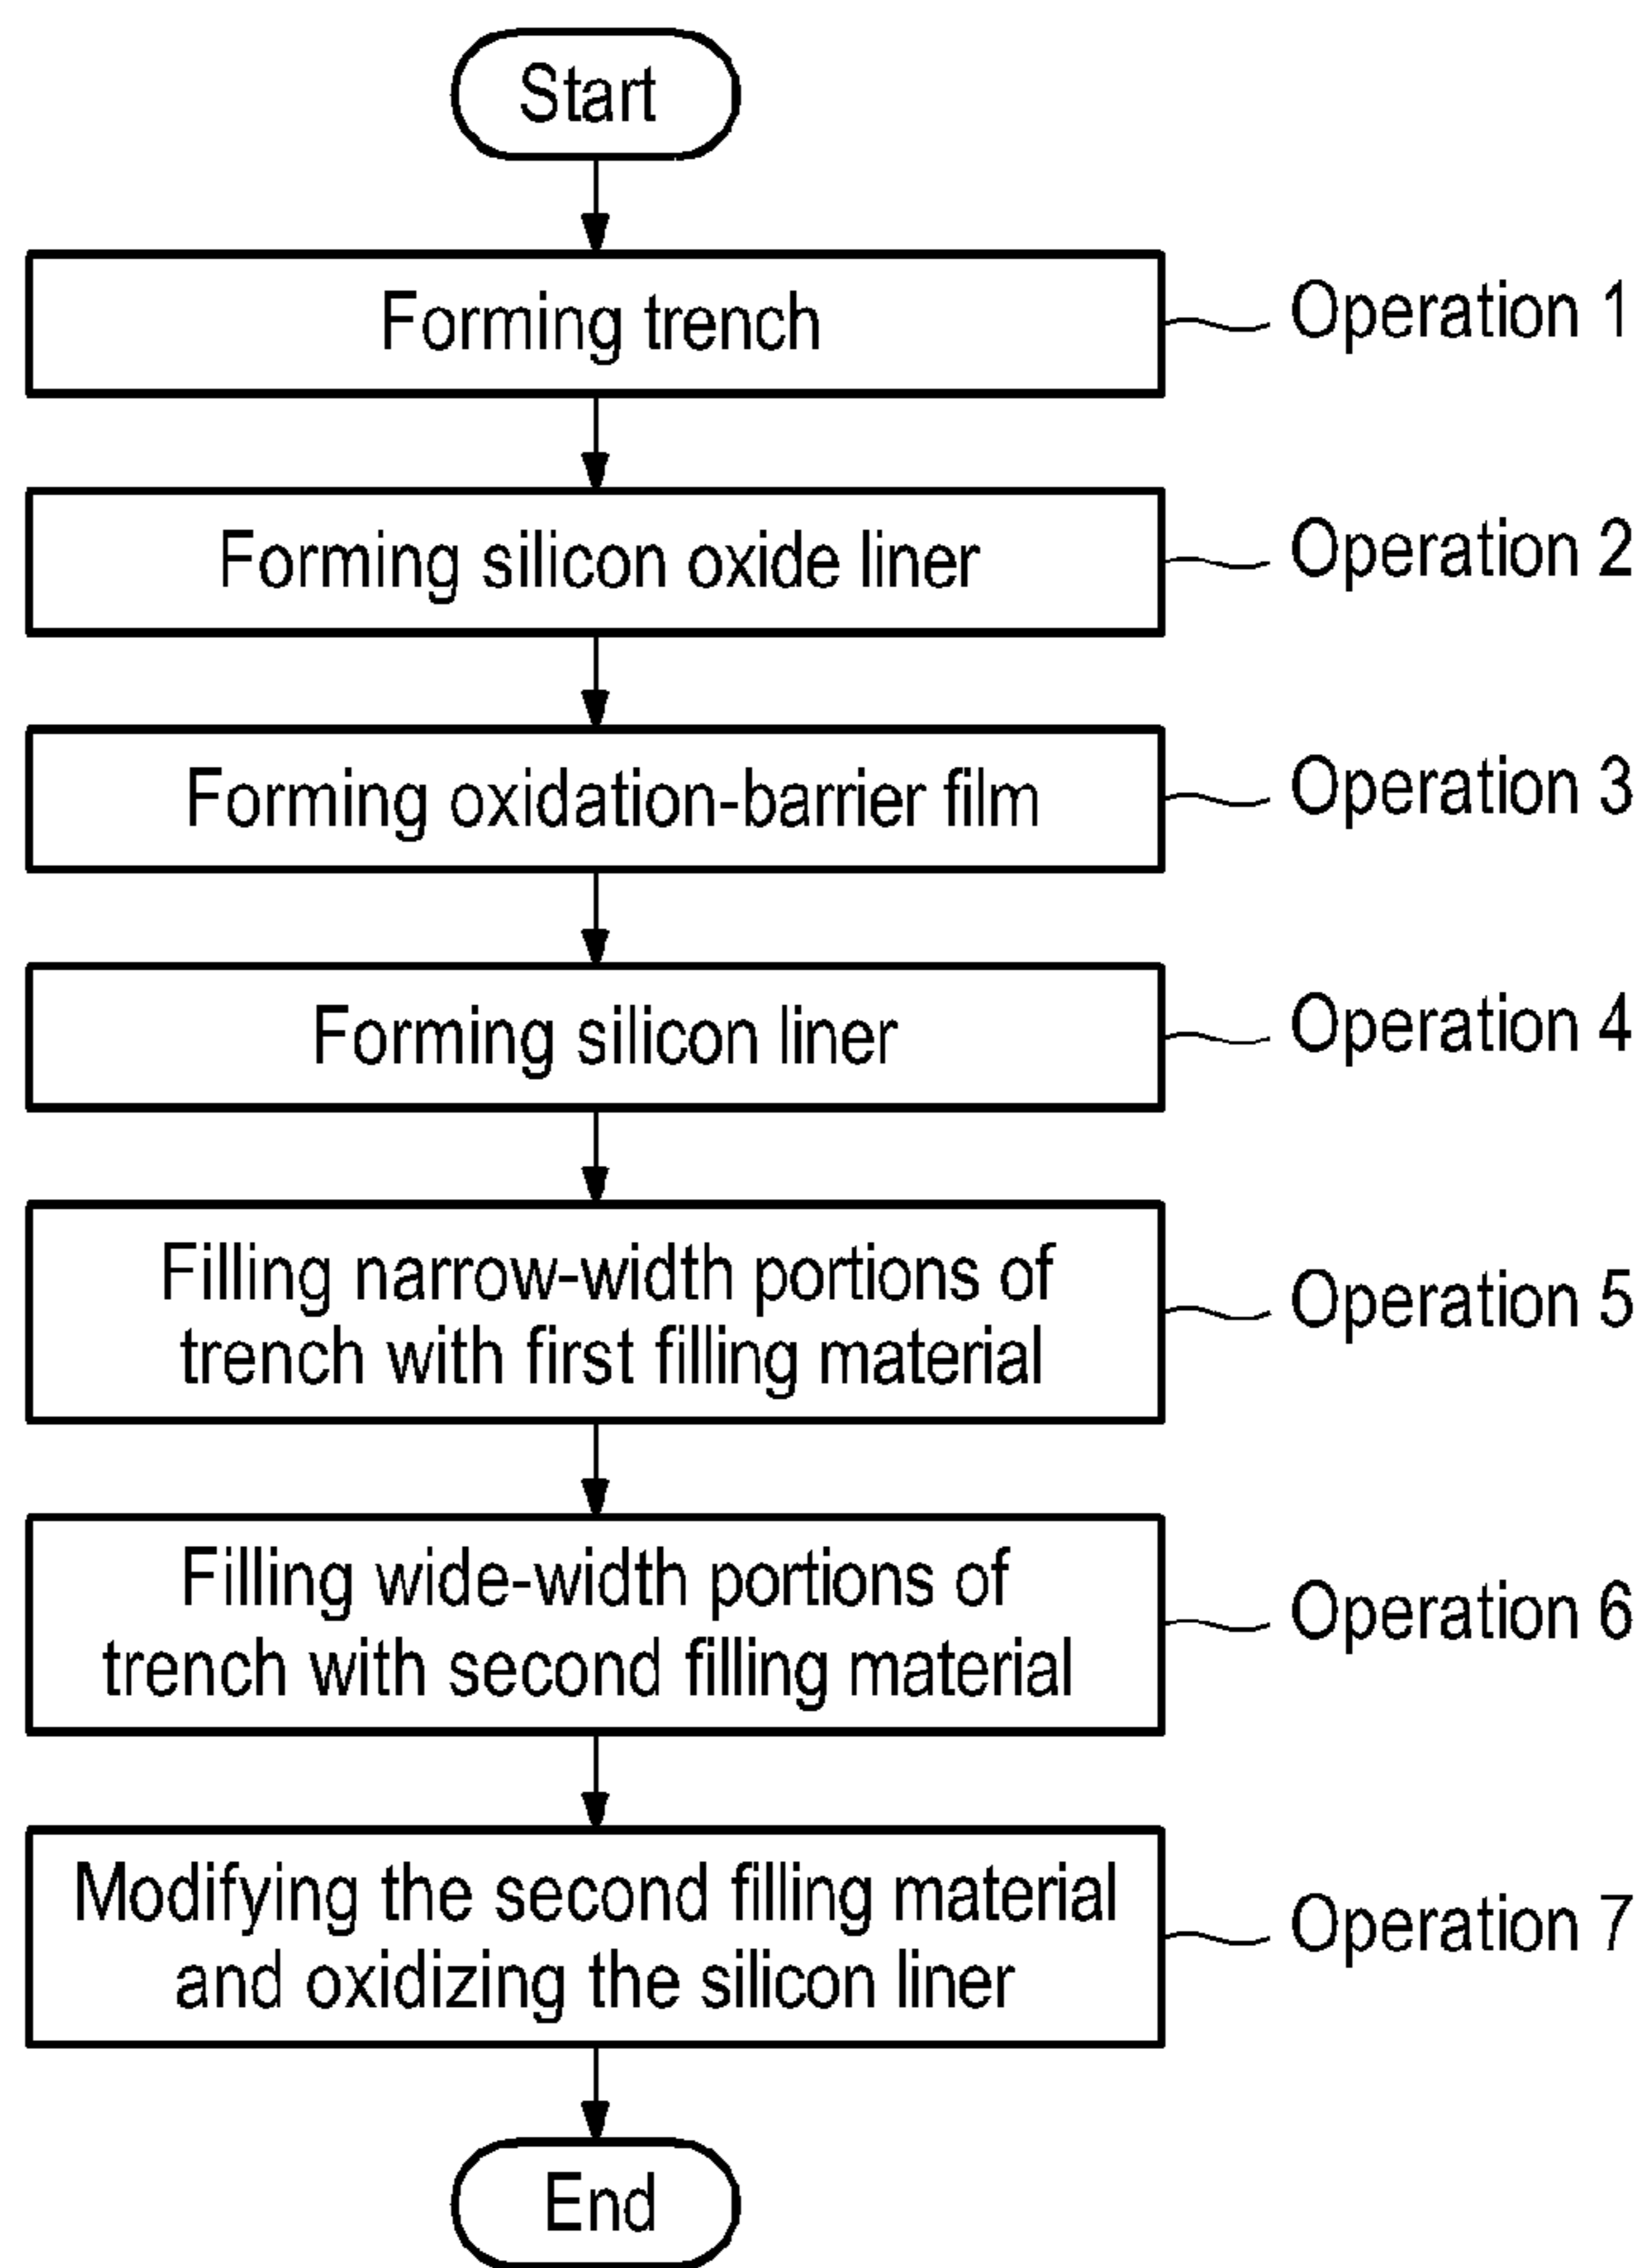 Start
Forming trench
Operation 1
Forming silicon oxide liner
Operation 2
Forming oxidation-barrier film
Operation 3
Forming silicon liner
Operation 4
Filling narrow-width portions of
trench with first filling material
Operation 5
Filling wide-width portions of
trench with second filling material
Operation 6
Modifying the second filling material
and oxidizing the silicon liner
Operation 7
End